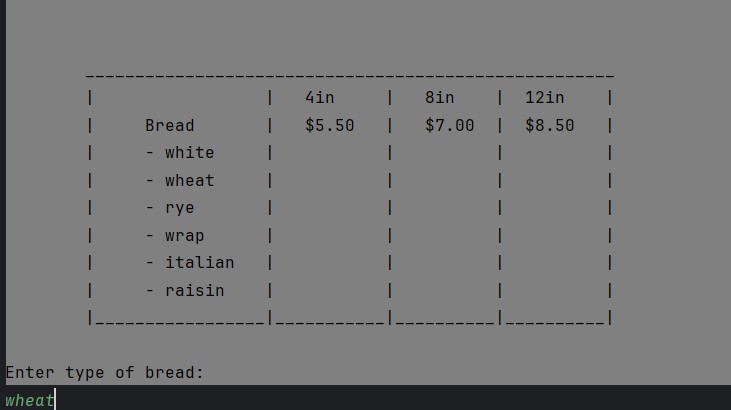 4in 8in 12in
Bread $5.50 $7.00 $8.50
- white
- wheat
- rye
- wrap
- italian
- raisin
Enter type of bread:
wheat